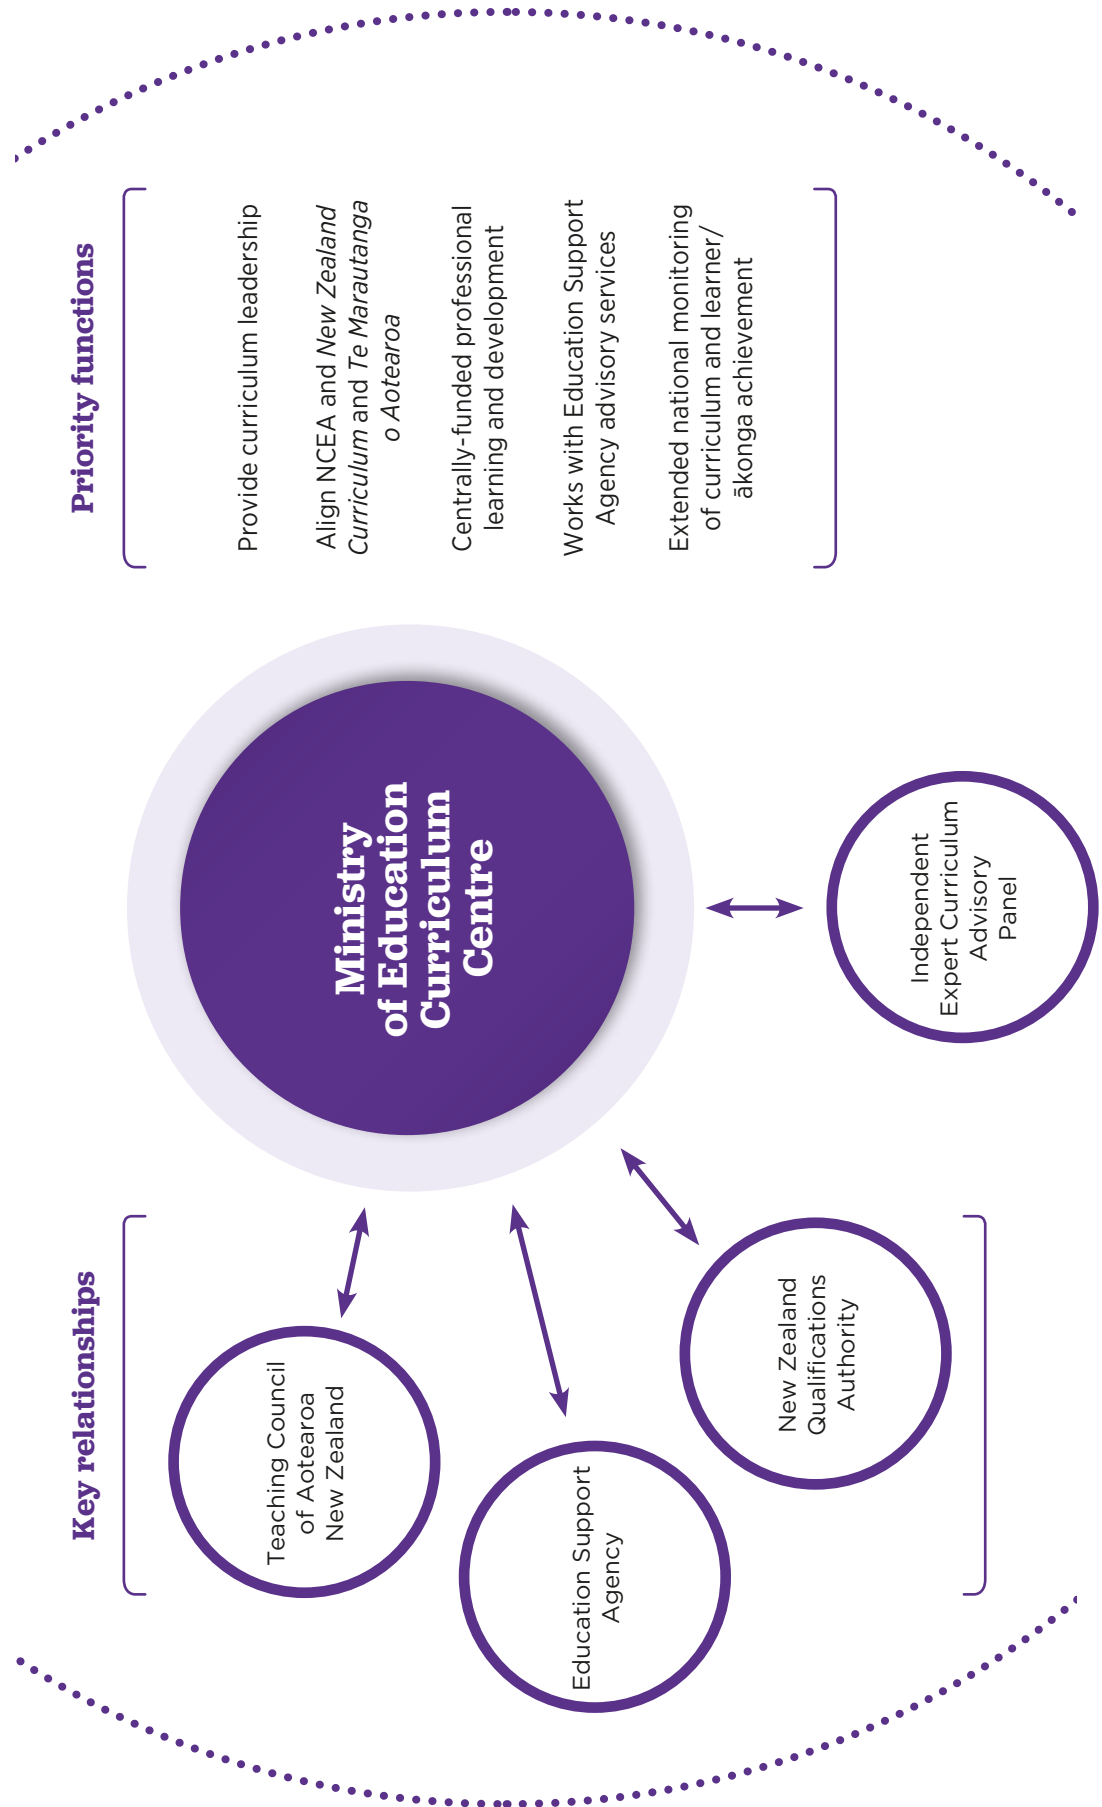 Key relationships
Teaching Council
of Aotearoa
New Zealand
Education Support
Agency
New Zealand
Qualifications
Authority
Ministry
of Education
Curriculum
Centre
Independent
Expert Curriculum
Advisory
Panel
Priority functions
Provide curriculum leadership
Align NCEA and New Zealand
Curriculum and Te Marautanga
o Aotearoa
Centrally-funded professional
learning and development
Works with Education Support
Agency advisory services
Extended national monitoring
of curriculum and learner/
ākonga achievement